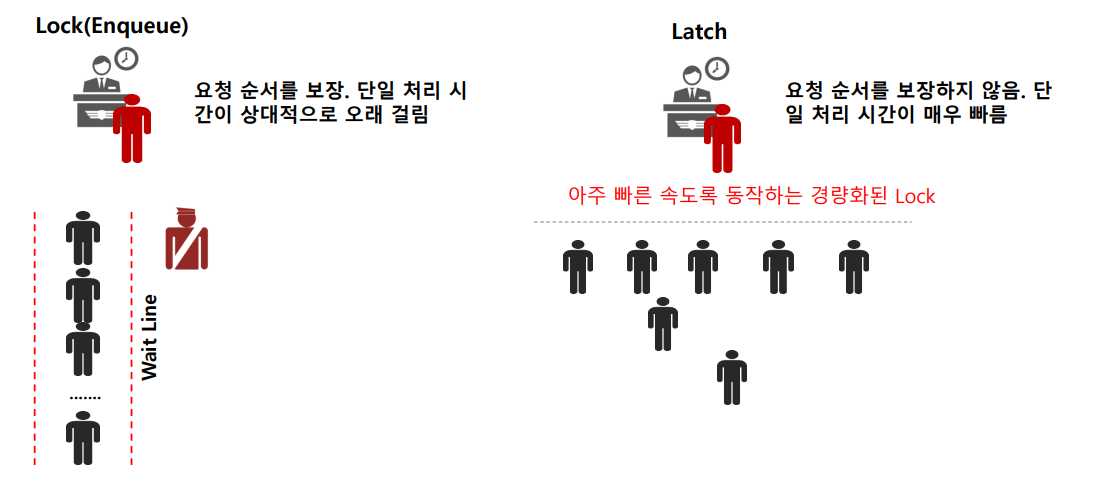 Lock(Enqueue)
요청 순서를 보장. 단일 처리 시
간이 상대적으로 오래 걸림
Wait Line
.......
Latch
요청 순서를 보장하지 않음. 단
일 처리 시간이 매우 빠름
아주 빠른 속도록 동작하는 경량화된 Lock